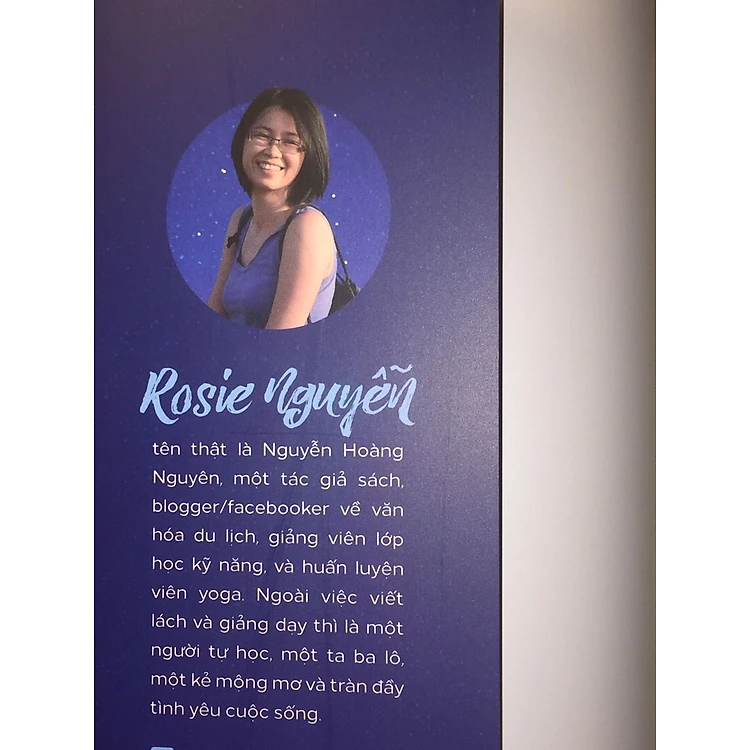 Rosie Nguyễn
tên thật là Nguyễn Hoàng
Nguyên, một tác giả sách,
blogger/facebooker về văn
hóa du lịch, giảng viên lớp
học kỹ năng, và huấn luyện
viên yoga. Ngoài việc viết
lách và giảng dạy thì là một
người tự học, một ta ba lô,
một kẻ mộng mơ và tràn đầy
tình yêu cuộc sống.